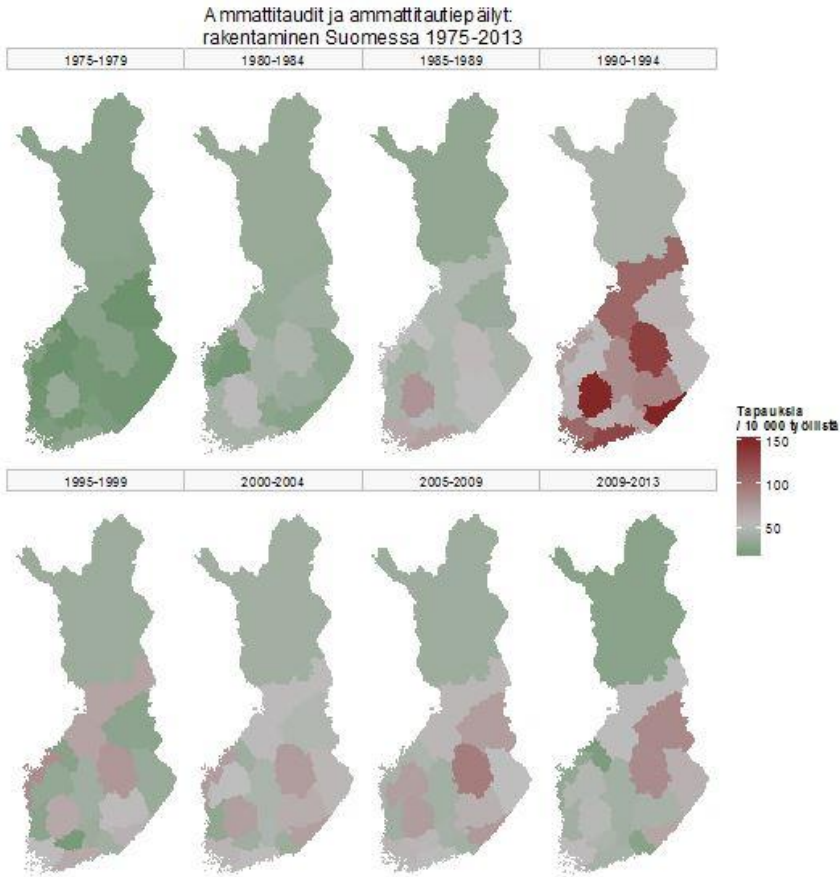 Ammattitaudit ja ammattitautiepäilyt:
rakentaminen Suomessa 1975-2013
1975-1979
1980-1984
1985-1989
1990-1994
Tapauksia
/ 10 000 työllistä
150
100
50
1995-1999
2000-2004
2005-2009
2009-2013